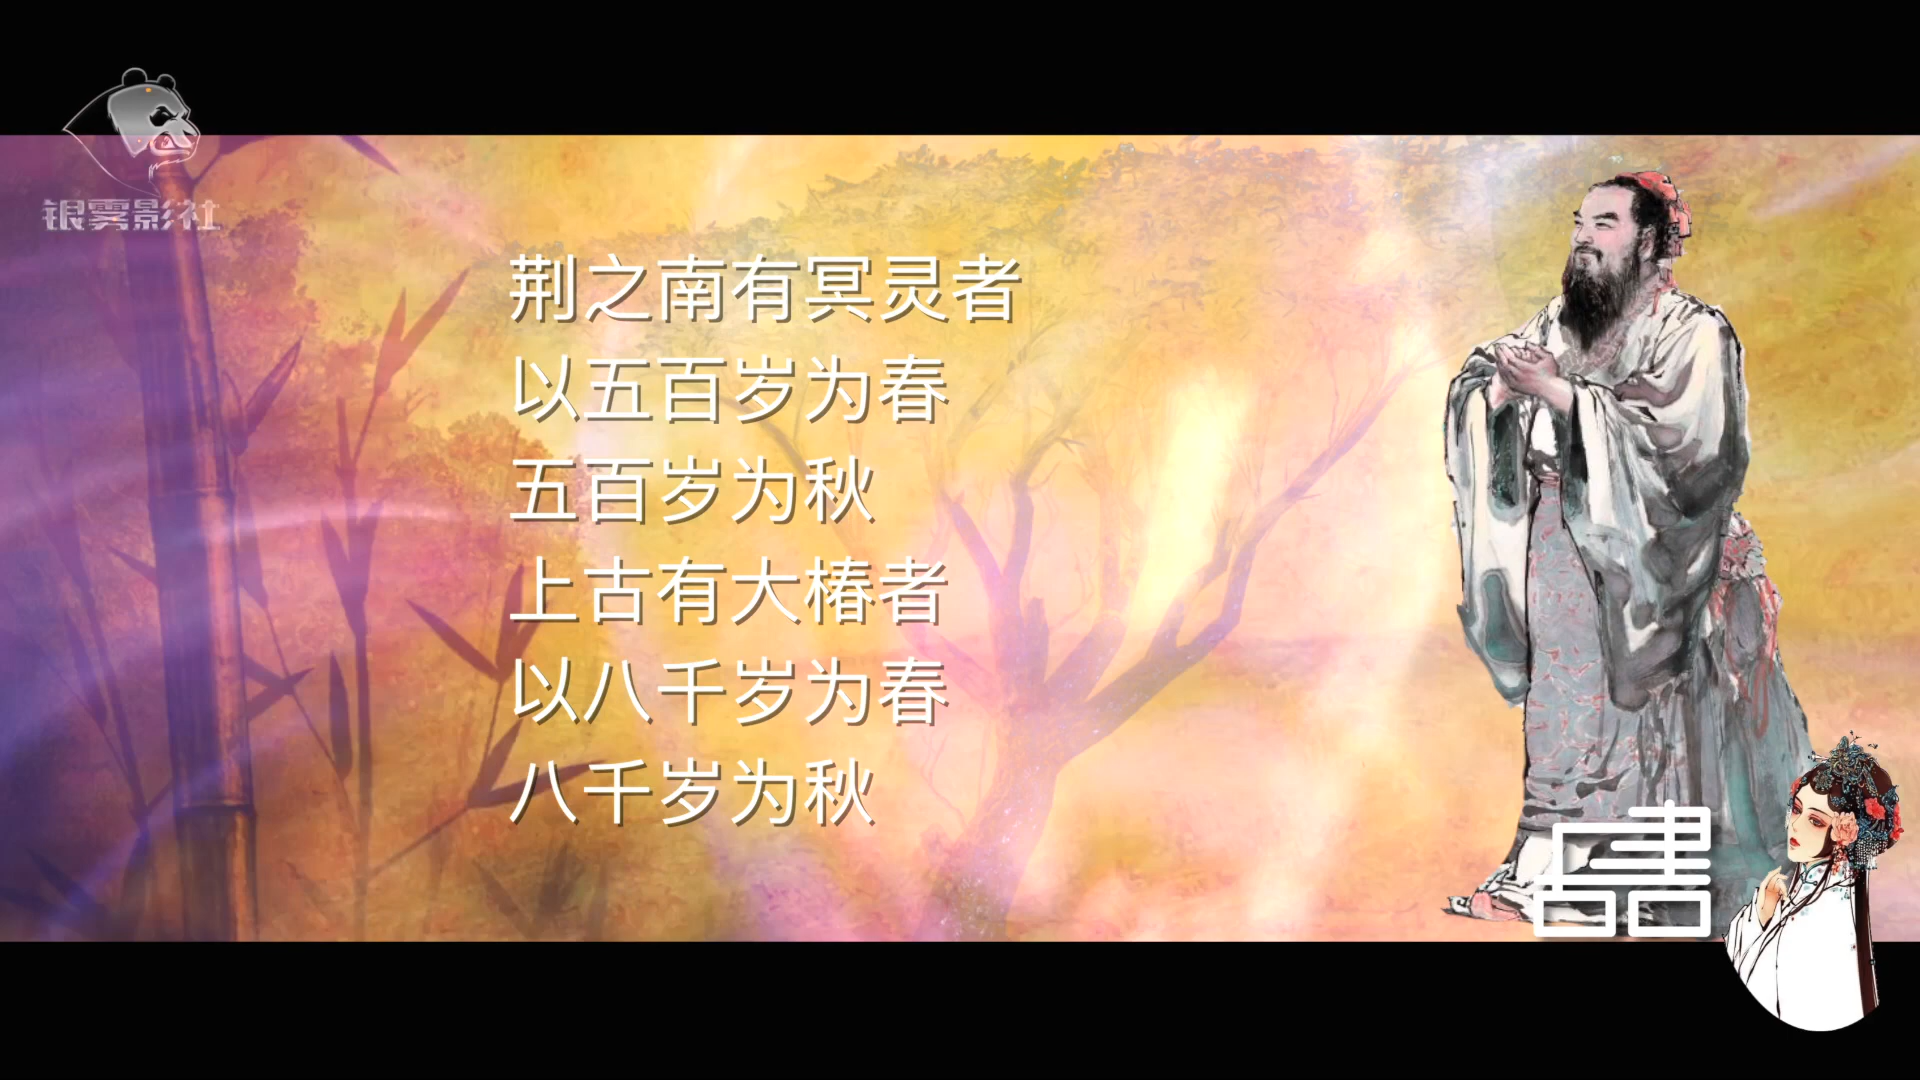 银雾影社
荆之南有冥灵者
以五百岁为春
五百岁为秋
上古有大椿者
以八千岁为春
八千岁为秋